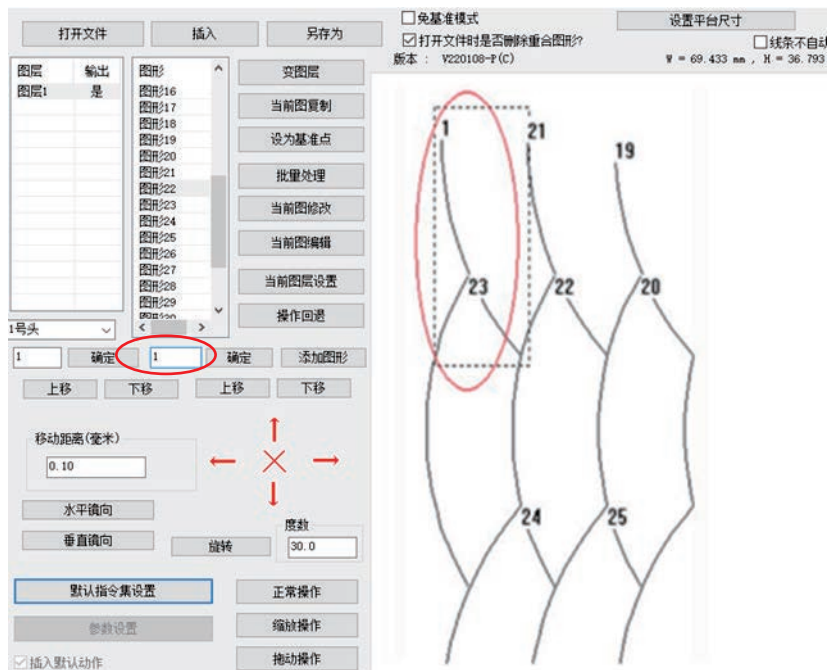 打开文件 插入 另存为
免基准模式 设置平台尺寸
打开文件时是否删除重合图形?
线条不自动
版本 : V220108-P(C) W = 69.433 mm , H = 36.793
图层 输出
图层1 是
图形
图形16
图形17
图形18
图形19
图形20
图形21
图形22
图形23
图形24
图形25
图形26
图形27
图形28
图形29
变图层
当前图复制
设为基准点
批量处理
当前图修改
当前图编辑
当前图层设置
操作回退
1号头
1 确定 1 确定 添加图形
上移 下移 上移 下移
移动距离(毫米)
0.10
水平镜向
垂直镜向
旋转
度数
30.0
默认指令集设置 正常操作
参数设置 缩放操作
插入默认动作 拖动操作
1 21 19
23 22 20
24 25